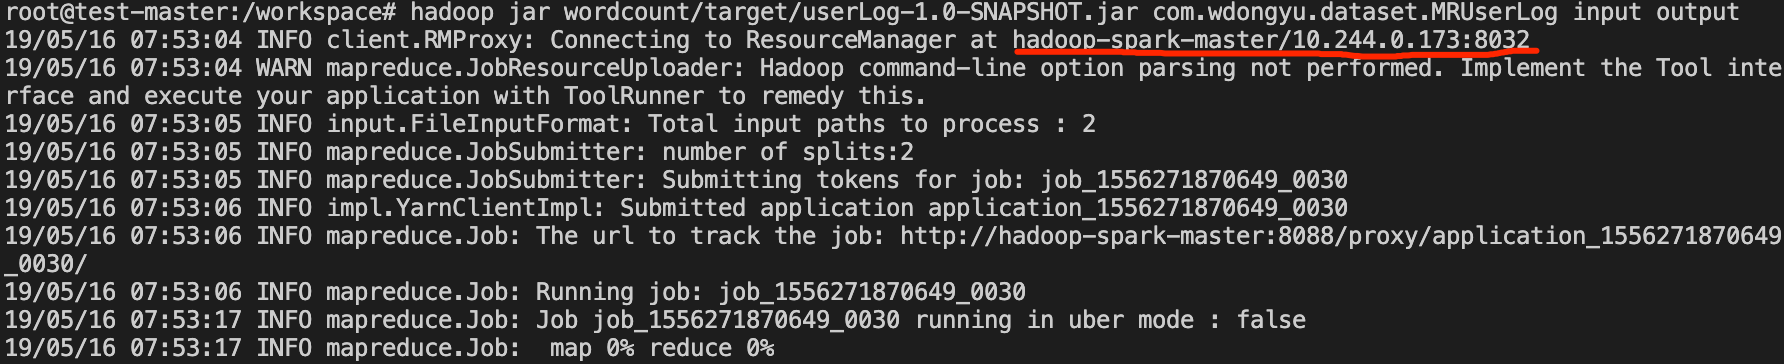 root@test-master:/workspace# hadoop jar wordcount/target/userLog-1.0-SNAPSHOT.jar com.wdongyu.dataset.MRUserLog input output
19/05/16 07:53:04 INFO client.RMProxy: Connecting to ResourceManager at hadoop-spark-master/10.244.0.173:8032
19/05/16 07:53:04 WARN mapreduce.JobResourceUploader: Hadoop command-line option parsing not performed. Implement the Tool inte
rface and execute your application with ToolRunner to remedy this.
19/05/16 07:53:05 INFO input.FileInputFormat: Total input paths to process : 2
19/05/16 07:53:05 INFO mapreduce.JobSubmitter: number of splits:2
19/05/16 07:53:05 INFO mapreduce.JobSubmitter: Submitting tokens for job: job_1556271870649_0030
19/05/16 07:53:06 INFO impl.YarnClientImpl: Submitted application application_1556271870649_0030
19/05/16 07:53:06 INFO mapreduce.Job: The url to track the job: http://hadoop-spark-master:8088/proxy/application_1556271870649
_0030/
19/05/16 07:53:06 INFO mapreduce.Job: Running job: job_1556271870649_0030
19/05/16 07:53:17 INFO mapreduce.Job: Job job_1556271870649_0030 running in uber mode : false
19/05/16 07:53:17 INFO mapreduce.Job:  map 0% reduce 0%